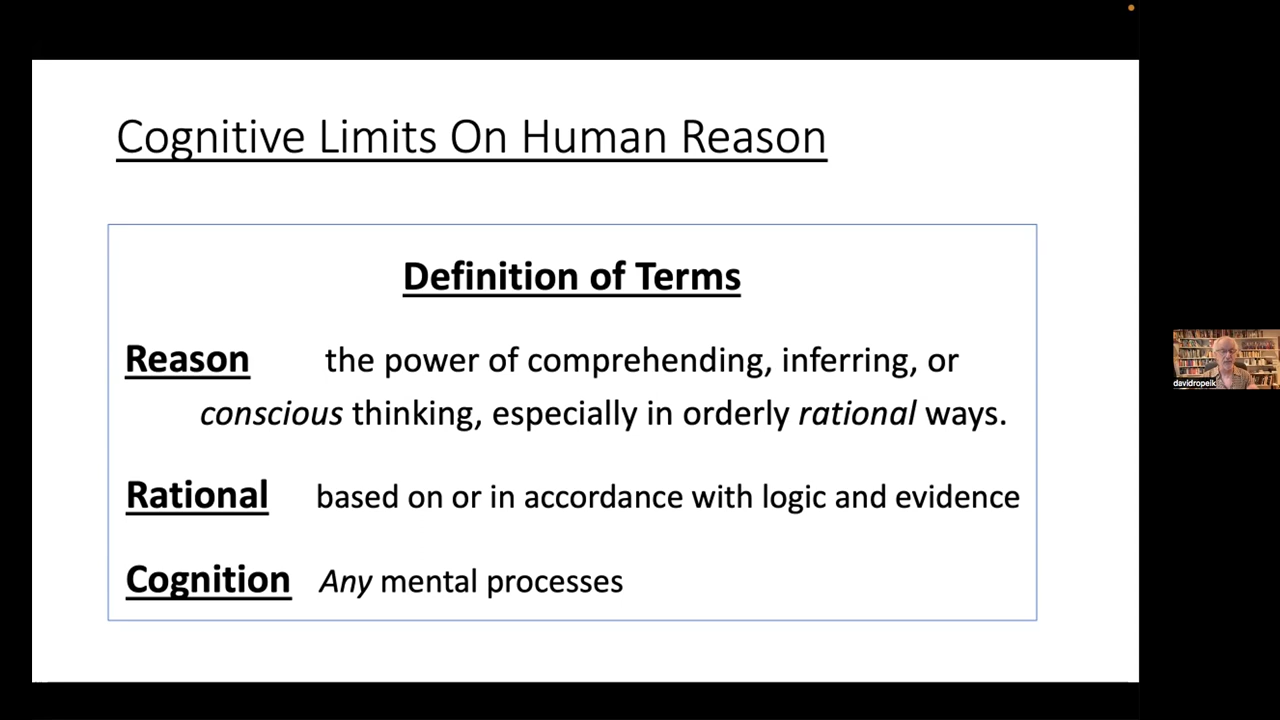 Cognitive Limits On Human Reason
Definition of Terms
Reason the power of comprehending, inferring, or
conscious thinking, especially in orderly rational ways.
Rational based on or in accordance with logic and evidence
Cognition Any mental processes
davidropeik